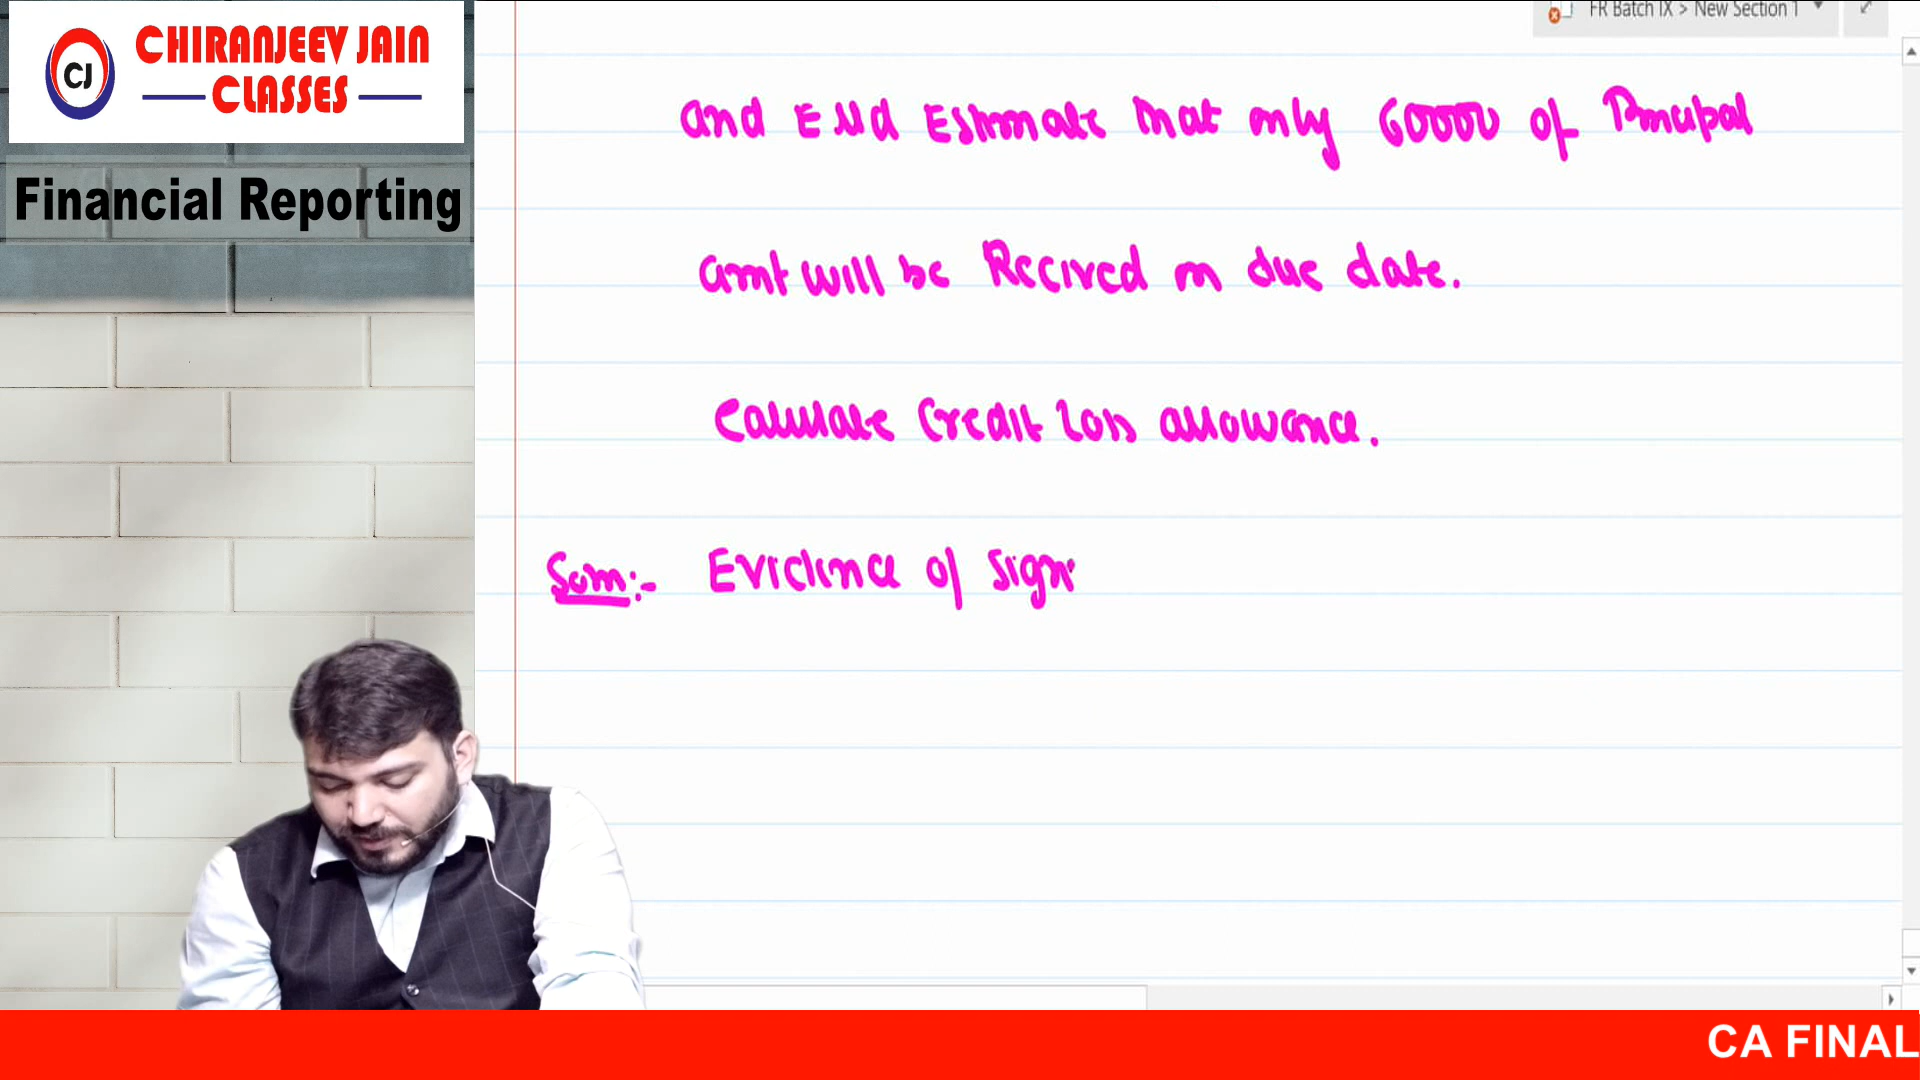 CHIRANJEEV JAIN
CLASSES
CJ
Financial Reporting
FR Batch IX > New Section 1
and End Estimate that only 60000 of Principal
amt will be Recived on due date.
Calculate Credit Loss allowance.
Soln:- Evidence of sign
CA FINAL